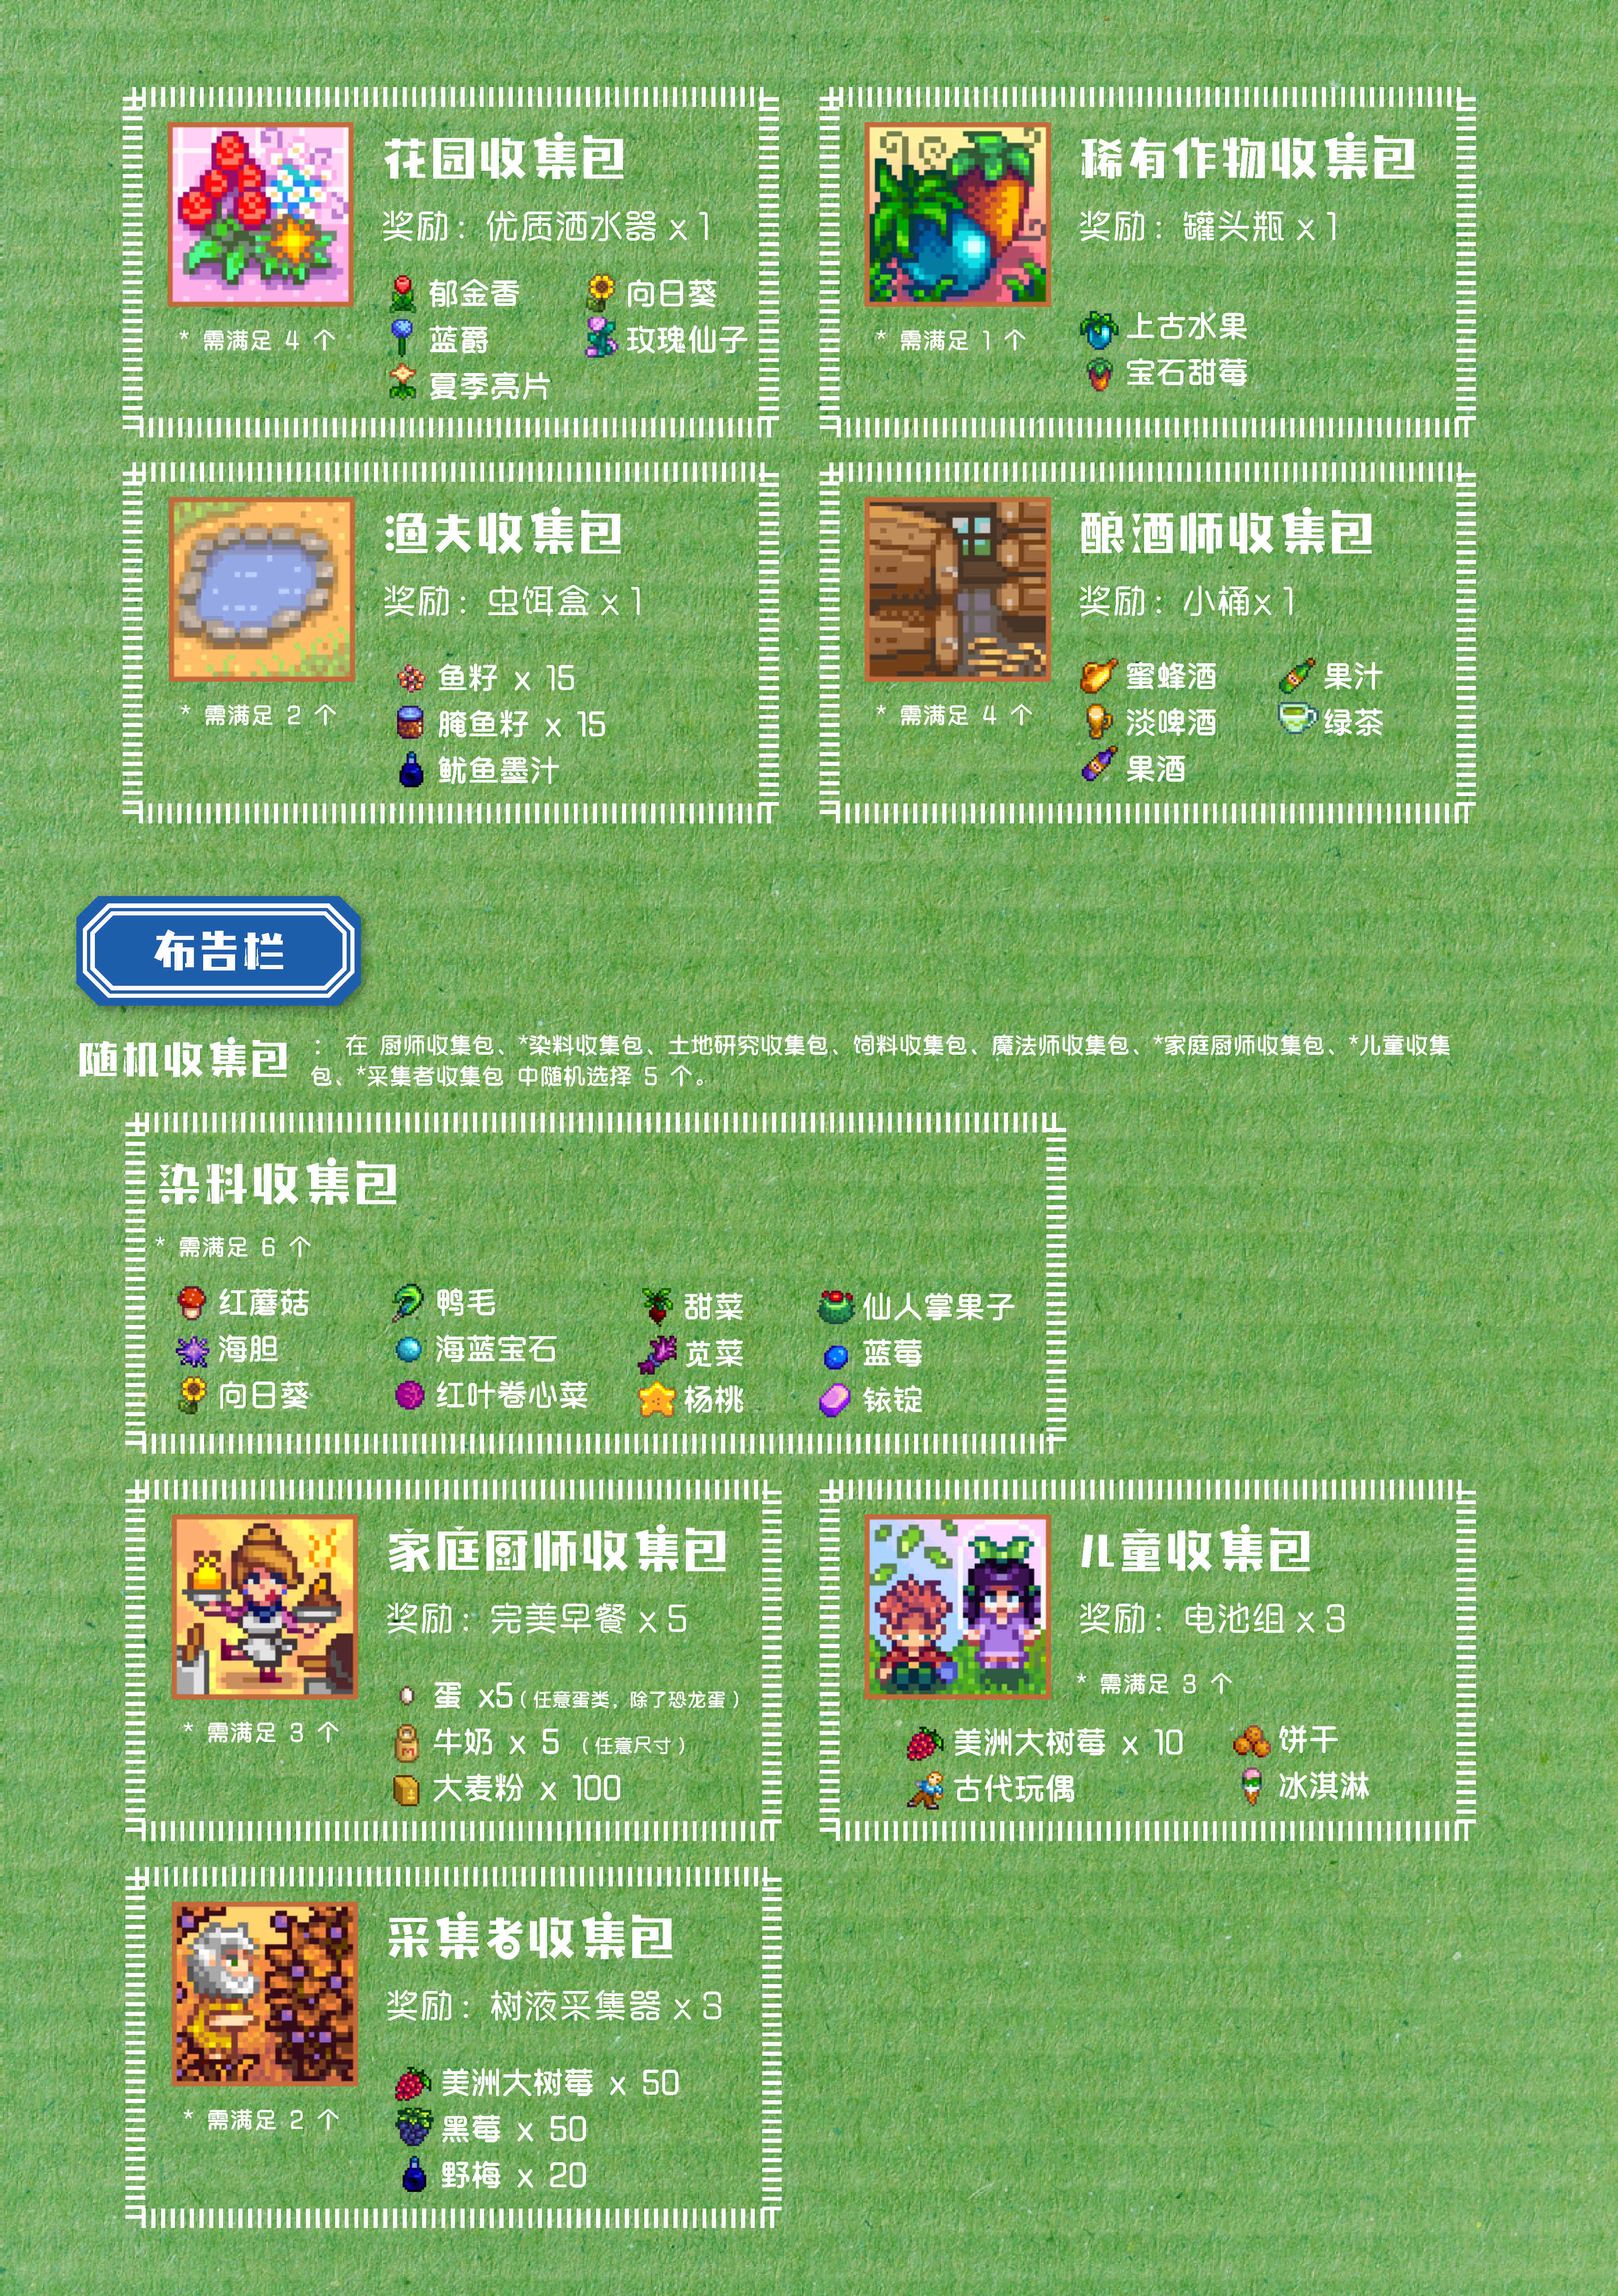 花园收集包
奖励：优质洒水器 x 1
* 需满足 4 个
郁金香
向日葵
蓝爵
玫瑰仙子
夏季亮片
稀有作物收集包
奖励：罐头瓶 x 1
* 需满足 1 个
上古水果
宝石甜莓
渔夫收集包
奖励：虫饵盒 x 1
* 需满足 2 个
鱼籽 x 15
腌鱼籽 x 15
鱿鱼墨汁
酿酒师收集包
奖励：小桶x 1
* 需满足 4 个
蜜蜂酒
果汁
淡啤酒
绿茶
果酒
布告栏
随机收集包：在 厨师收集包、*染料收集包、土地研究收集包、饲料收集包、魔法师收集包、*家庭厨师收集包、*儿童收集
包、*采集者收集包 中随机选择 5 个。
染料收集包
* 需满足 6 个
红蘑菇
鸭毛
甜菜
仙人掌果子
海胆
海蓝宝石
苋菜
蓝莓
向日葵
红叶卷心菜
杨桃
铱锭
家庭厨师收集包
奖励：完美早餐 x 5
* 需满足 3 个
蛋 x5（任意蛋类，除了恐龙蛋）
牛奶 x 5 （任意尺寸）
大麦粉 x 100
儿童收集包
奖励：电池组 x 3
* 需满足 3 个
美洲大树莓 x 10
饼干
古代玩偶
冰淇淋
采集者收集包
奖励：树液采集器 x 3
* 需满足 2 个
美洲大树莓 x 50
黑莓 x 50
野梅 x 20